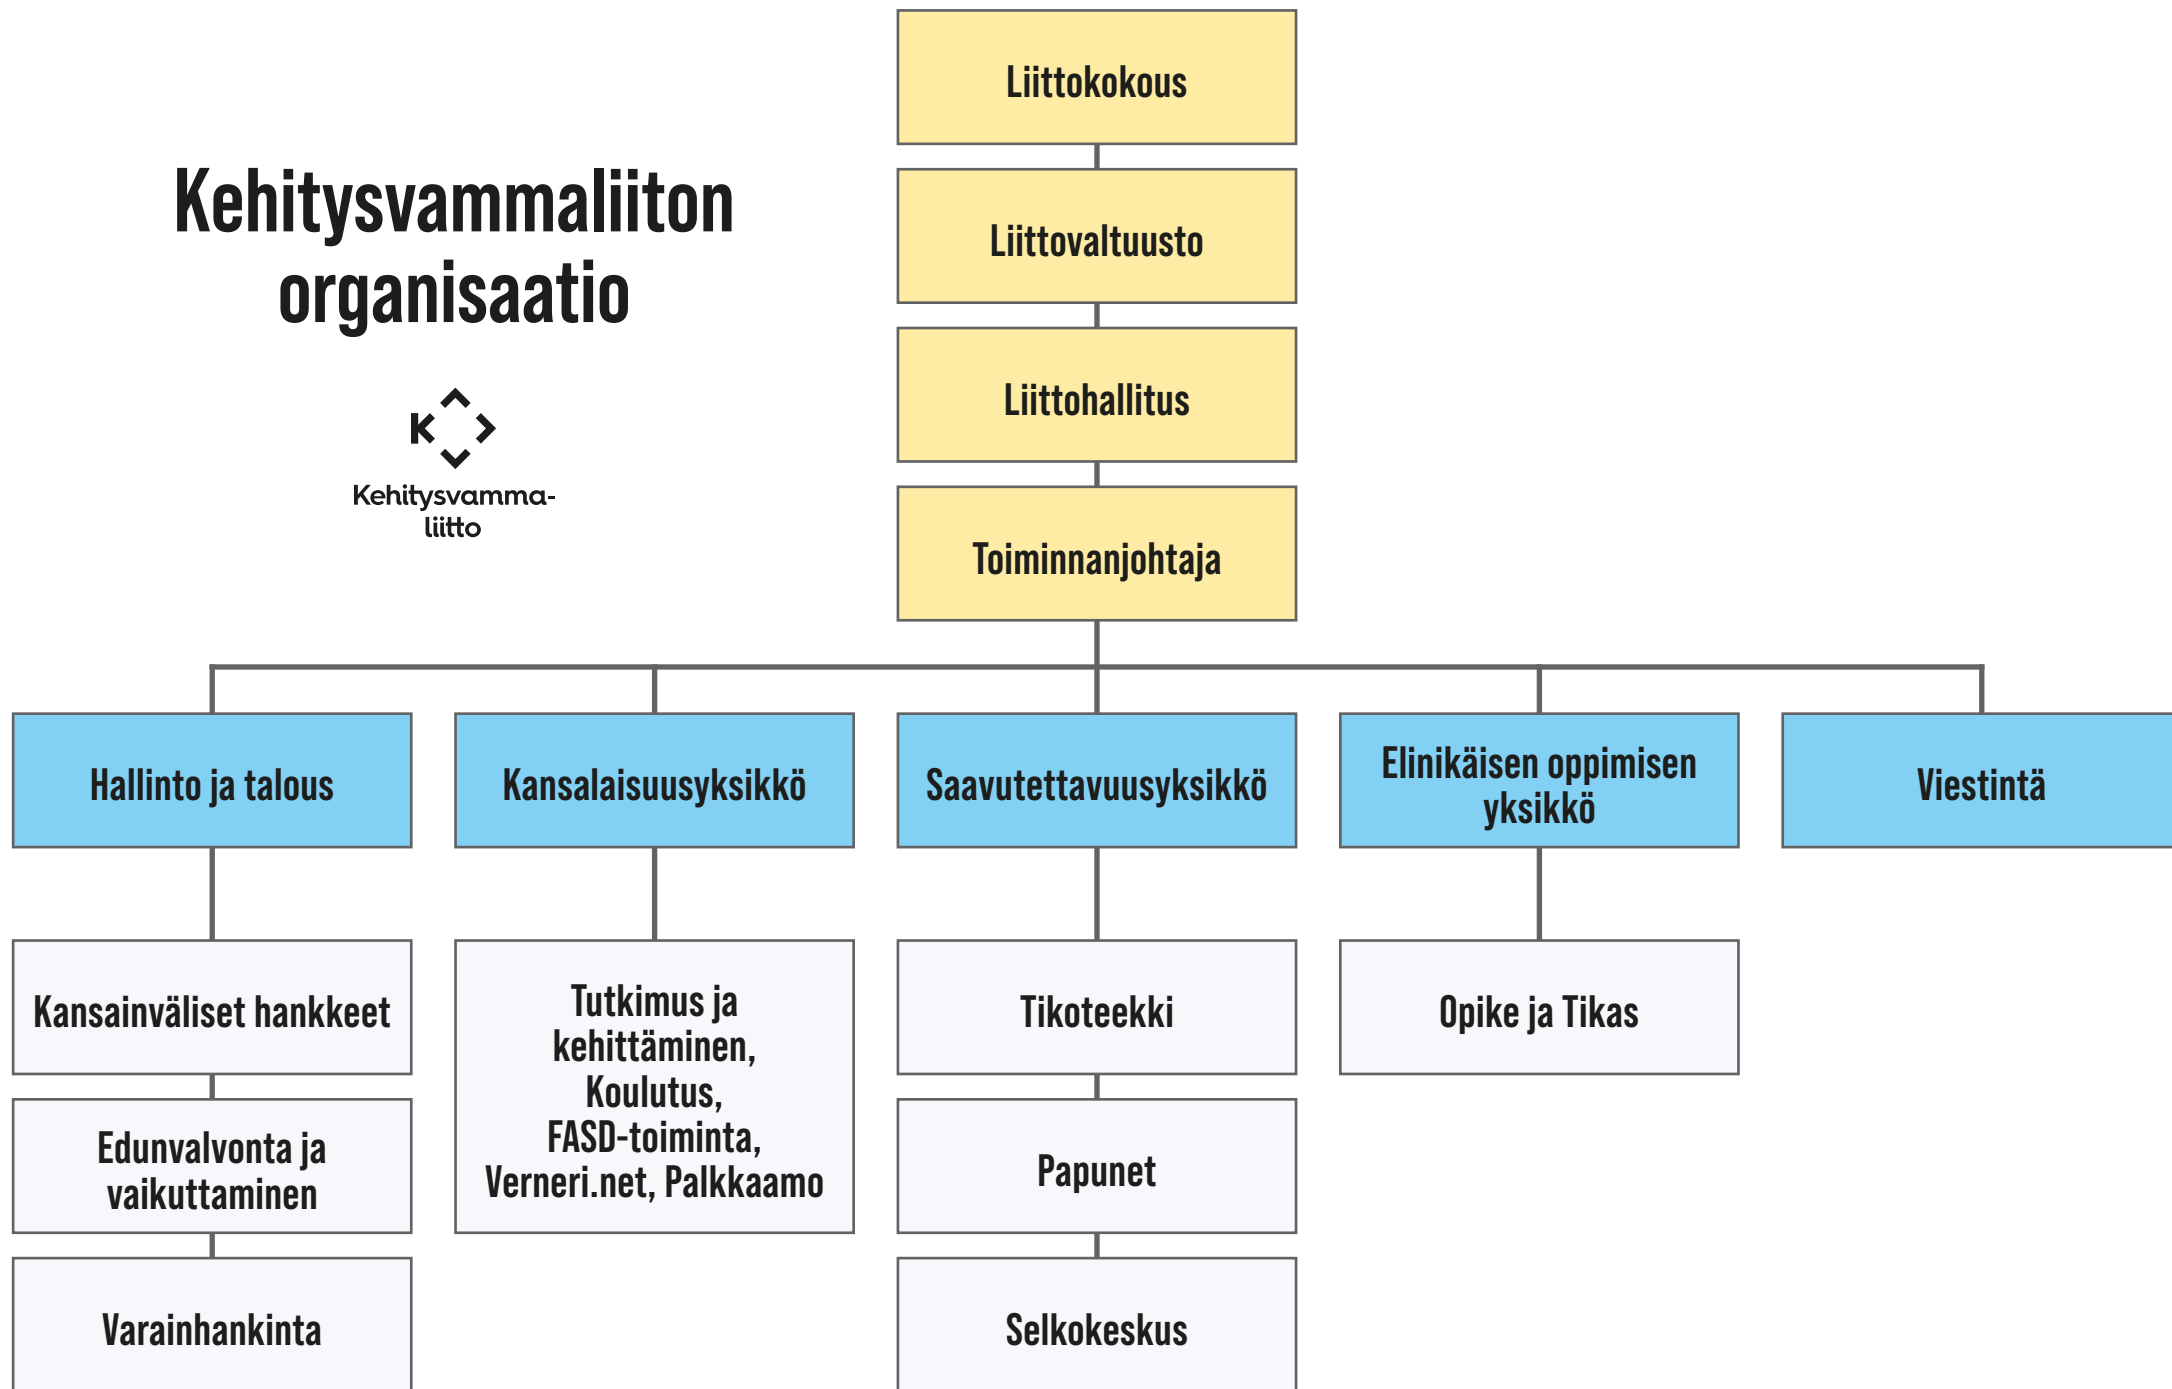 Kehitysvammaliiton
organisaatio
Kehitysvamma-
liitto
Liittokokous
Liittovaltuusto
Liittohallitus
Toiminnanjohtaja
Hallinto ja talous
Kansainväliset hankkeet
Edunvalvonta ja
vaikuttaminen
Varainhankinta
Kansalaisuusyksikkö
Tutkimus ja
kehittäminen,
Koulutus,
FASD-toiminta,
Verneri.net, Palkkaamo
Saavutettavuusyksikkö
Tikoteekki
Papunet
Selkokeskus
Elinikäisen oppimisen
yksikkö
Opike ja Tikas
Viestintä